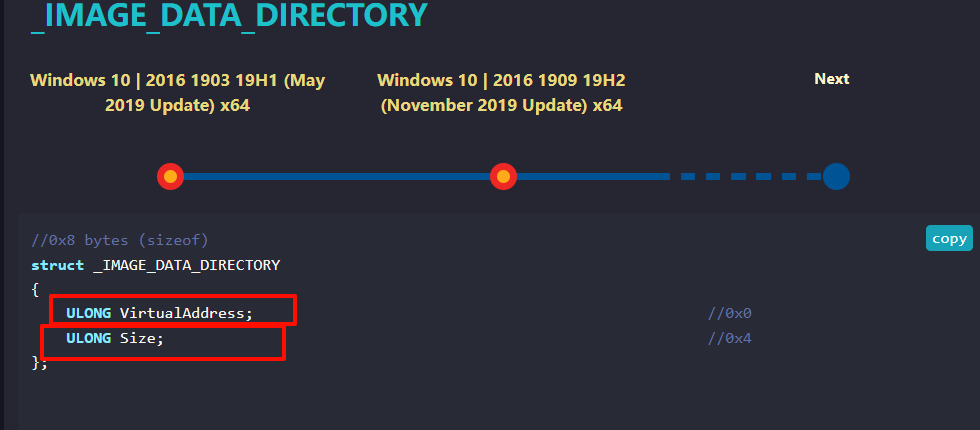 _IMAGE_DATA_DIRECTORY
Windows 10 | 2016 1903 19H1 (May
2019 Update) x64
Windows 10 | 2016 1909 19H2
(November 2019 Update) x64
Next
//0x8 bytes (sizeof)
copy
struct _IMAGE_DATA_DIRECTORY
{
ULONG VirtualAddress; //0x0
ULONG Size; //0x4
};